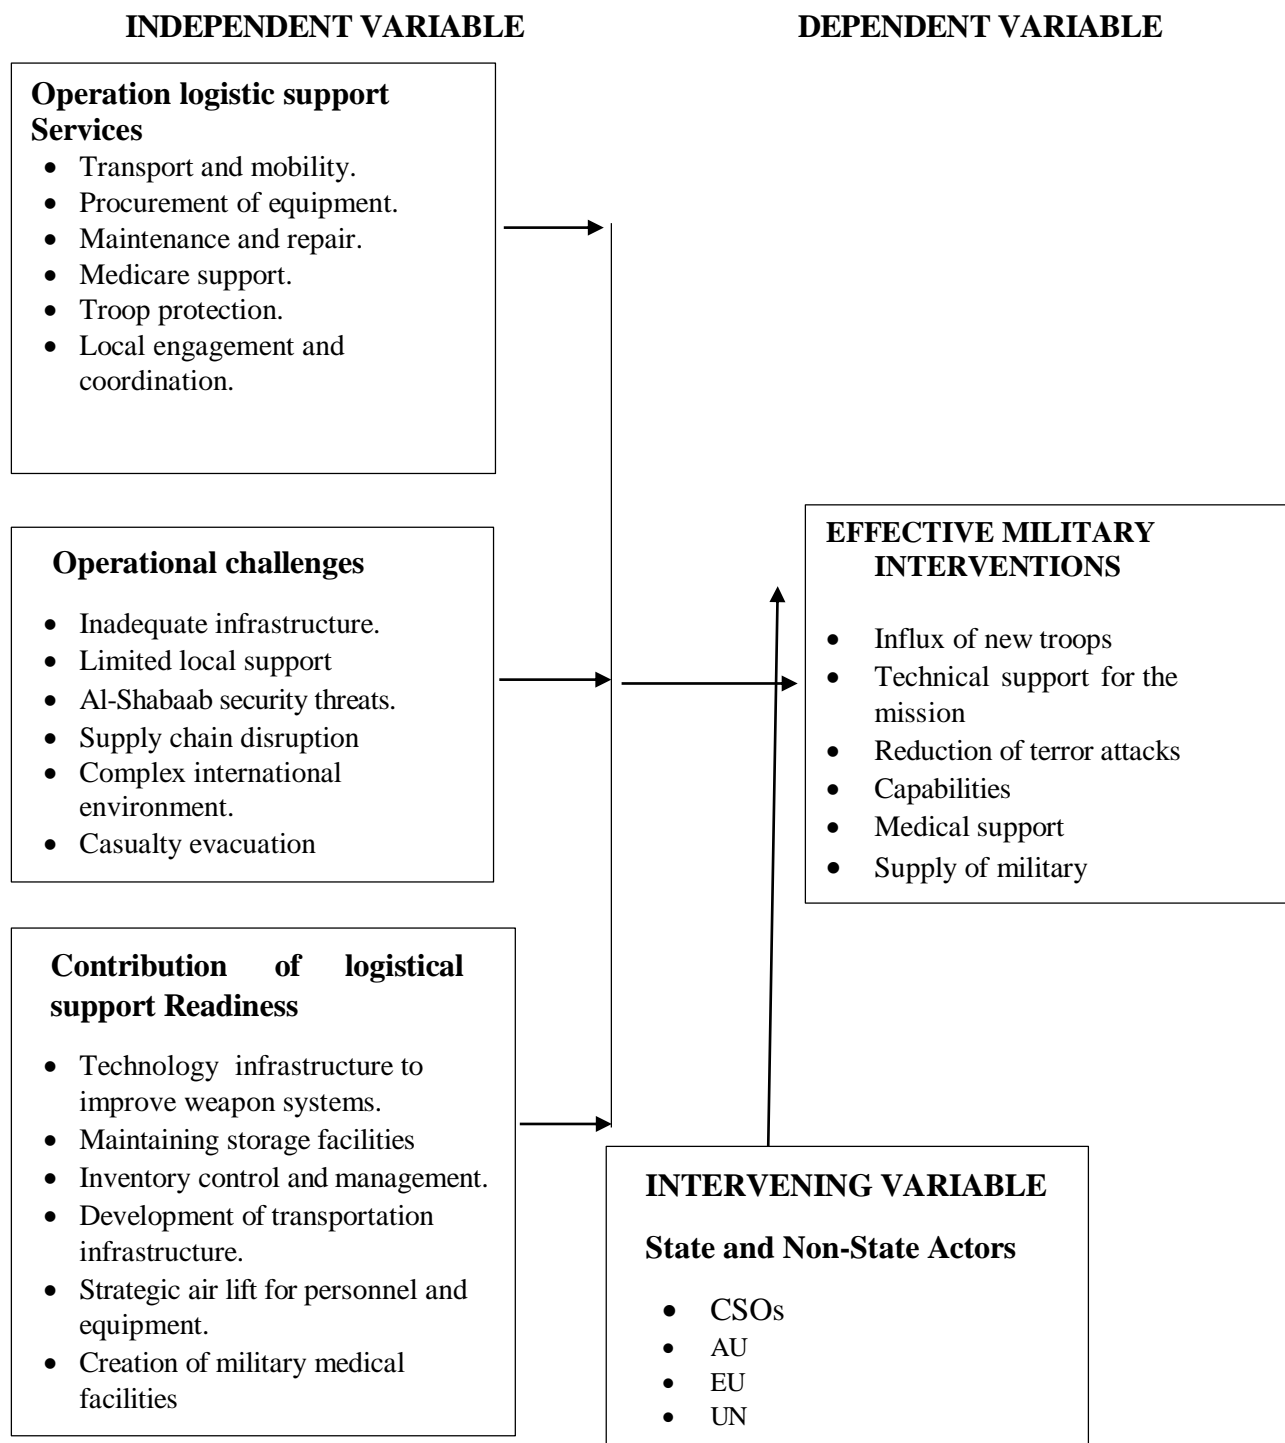 INDEPENDENT VARIABLE
DEPENDENT VARIABLE
Operation logistic support
Services
• Transport and mobility.
• Procurement of equipment.
• Maintenance and repair.
• Medicare support.
• Troop protection.
• Local engagement and
coordination.
Operational challenges
• Inadequate infrastructure.
• Limited local support
• Al-Shabaab security threats.
• Supply chain disruption
• Complex international
environment.
• Casualty evacuation
Contribution of logistical
support Readiness
• Technology infrastructure to
improve weapon systems.
• Maintaining storage facilities
• Inventory control and management.
• Development of transportation
infrastructure.
• Strategic air lift for personnel and
equipment.
• Creation of military medical
facilities
EFFECTIVE MILITARY
INTERVENTIONS
• Influx of new troops
• Technical support for the
mission
• Reduction of terror attacks
• Capabilities
• Medical support
• Supply of military
INTERVENING VARIABLE
State and Non-State Actors
• CSOs
• AU
• EU
• UN